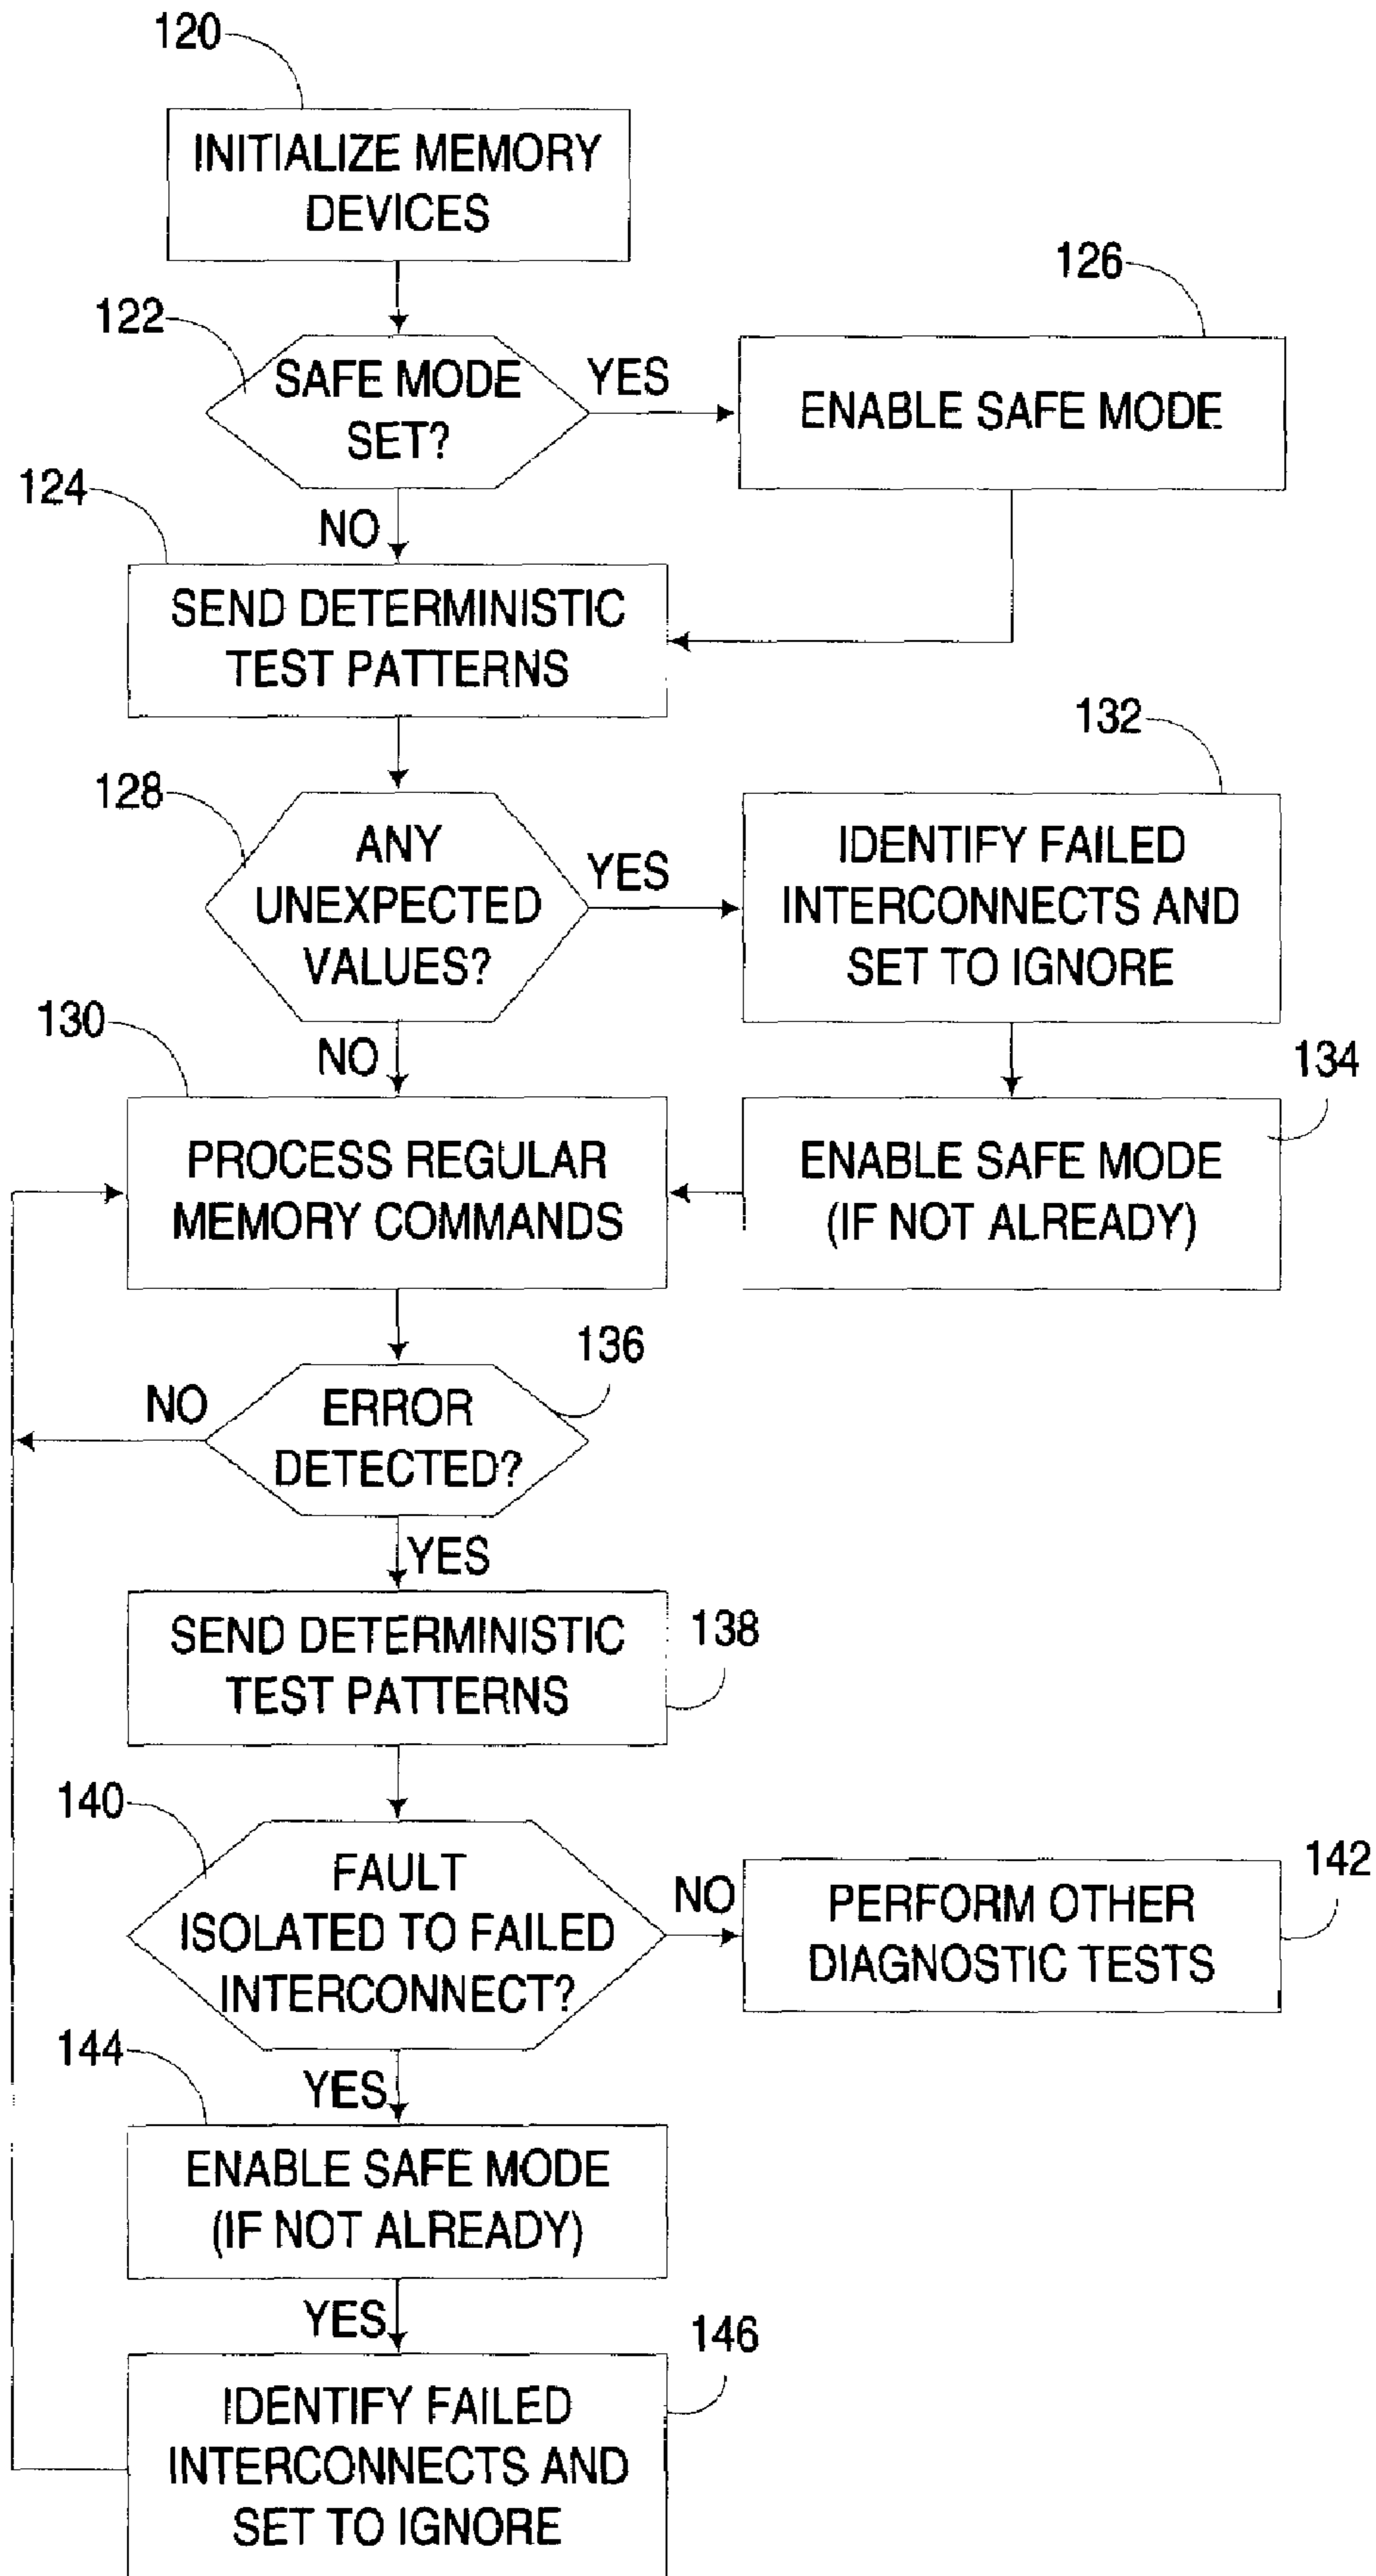 120
INITIALIZE MEMORY
DEVICES
126
122
SAFE MODE
SET?
YES
ENABLE SAFE MODE
124
NO
SEND DETERMINISTIC
TEST PATTERNS
132
128
ANY
UNEXPECTED
VALUES?
YES
IDENTIFY FAILED
INTERCONNECTS AND
SET TO IGNORE
130
NO
134
PROCESS REGULAR
MEMORY COMMANDS
ENABLE SAFE MODE
(IF NOT ALREADY)
136
NO
ERROR
DETECTED?
YES
SEND DETERMINISTIC
TEST PATTERNS
138
140
FAULT
ISOLATED TO FAILED
INTERCONNECT?
NO
PERFORM OTHER
DIAGNOSTIC TESTS
142
144
YES
ENABLE SAFE MODE
(IF NOT ALREADY)
YES
146
IDENTIFY FAILED
INTERCONNECTS AND
SET TO IGNORE